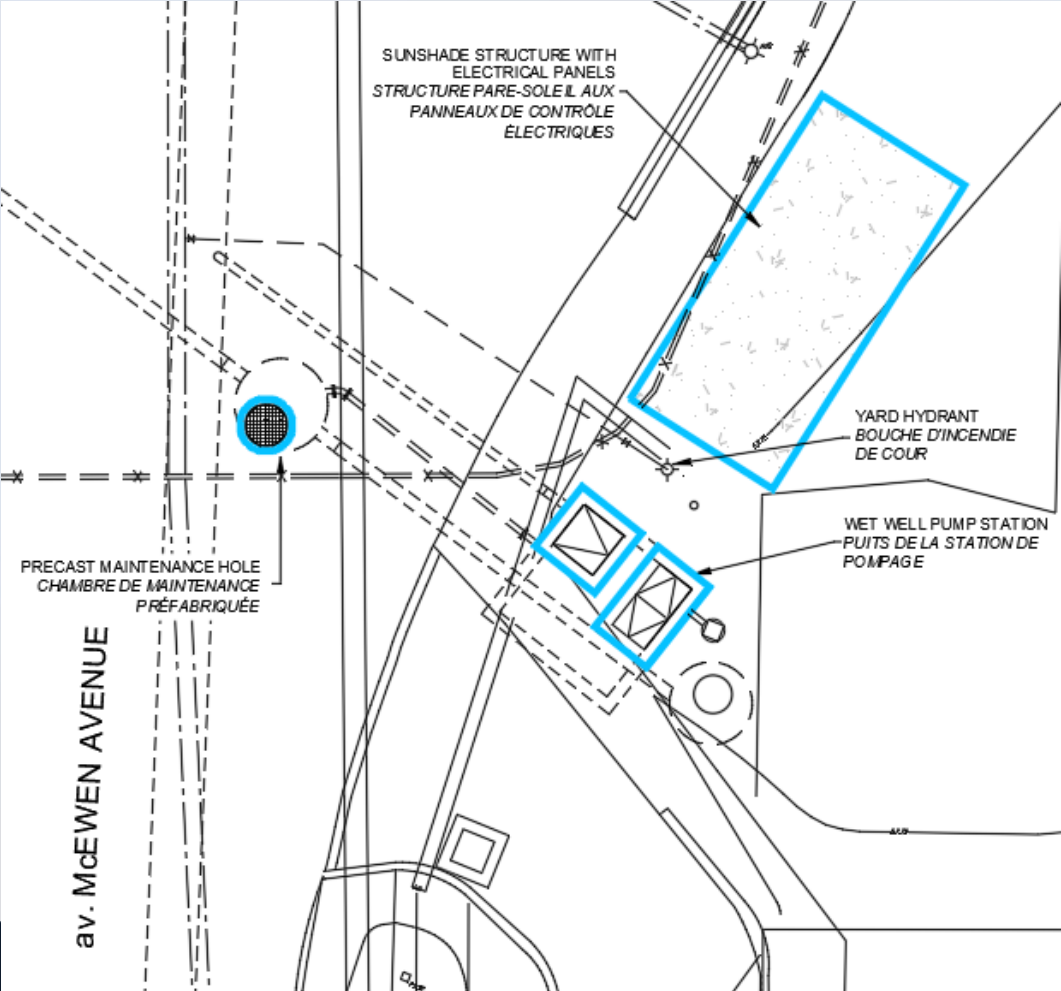 SUNSHADE STRUCTURE WITH
ELECTRICAL PANELS
STRUCTURE PARE-SOLEIL AUX
PANNEAUX DE CONTRÔLE
ÉLECTRIQUES
YARD HYDRANT
BOUCHE D'INCENDIE
DE COUR
WET WELL PUMP STATION
PUITS DE LA STATION DE
POMPAGE
PRECAST MAINTENANCE HOLE
CHAMBRE DE MAINTENANCE
PRÉFABRIQUÉE
av. McEWEN AVENUE